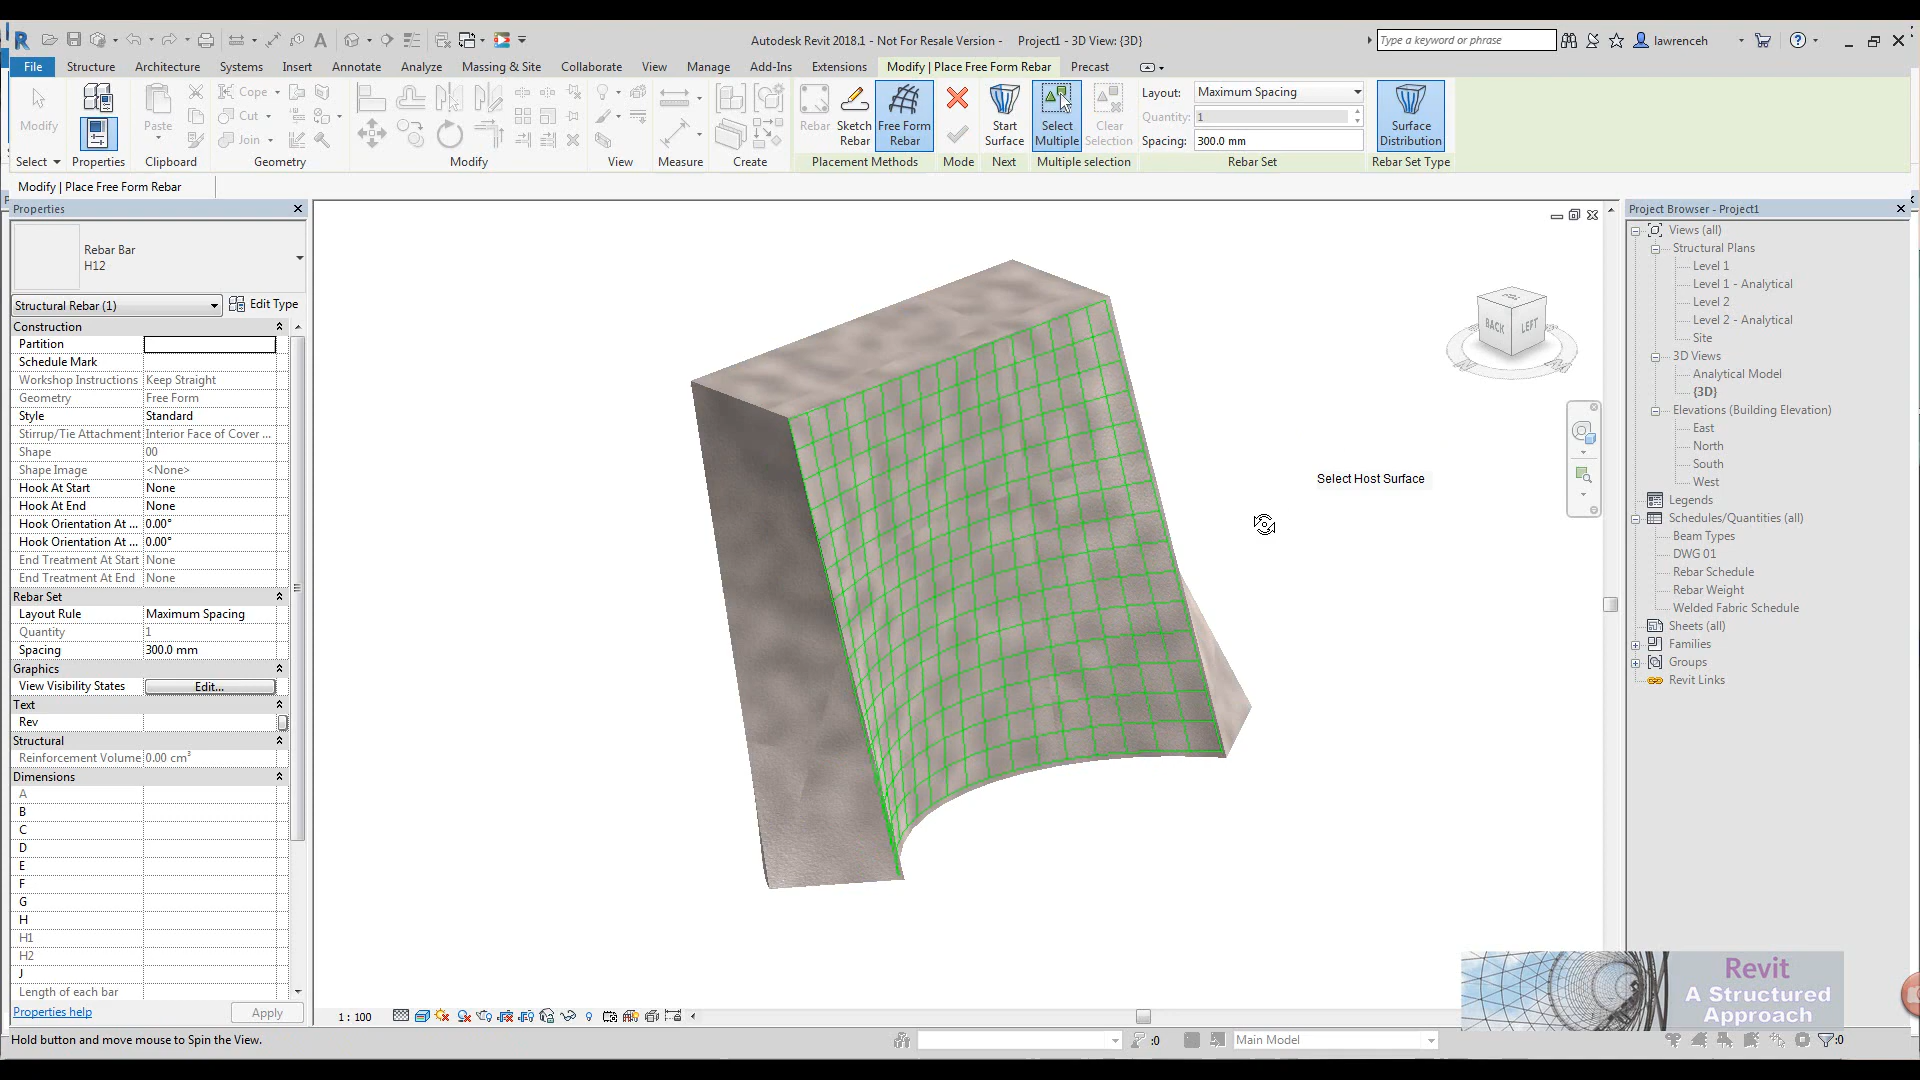 Autodesk Revit 2018.1 - Not For Resale Version - Project1 - 3D View: {3D}
Type a keyword or phrase
lawrenceh
File Structure Architecture Systems Insert Annotate Analyze Massing & Site Collaborate View Manage Add-Ins Extensions Modify | Place Free Form Rebar Precast
Modify
Properties
Paste
Cope
Cut
Join
Rebar
Sketch
Rebar
Free Form
Rebar
Start
Surface
Select
Multiple
Clear
Selection
Layout: Maximum Spacing
Quantity: 1
Spacing: 300.0 mm
Surface
Distribution
Select Properties Clipboard Geometry Modify View Measure Create Placement Methods Mode Next Multiple selection Rebar Set Rebar Set Type
Modify | Place Free Form Rebar
Properties
Rebar Bar
H12
Structural Rebar (1)
Edit Type
Construction
Partition
Schedule Mark
Workshop Instructions Keep Straight
Geometry Free Form
Style Standard
Stirrup/Tie Attachment Interior Face of Cover ...
Shape 00
Shape Image <None>
Hook At Start None
Hook At End None
Hook Orientation At ... 0.00°
Hook Orientation At ... 0.00°
End Treatment At Start None
End Treatment At End None
Rebar Set
Layout Rule Maximum Spacing
Quantity 1
Spacing 300.0 mm
Graphics
View Visibility States Edit...
Text
Rev
Structural
Reinforcement Volume 0.00 cm³
Dimensions
A
B
C
D
E
F
G
H
H1
H2
J
Length of each bar
Properties help
Apply
BACK
LEFT
Select Host Surface
1 : 100
Project Browser - Project1
Views (all)
Structural Plans
Level 1
Level 1 - Analytical
Level 2
Level 2 - Analytical
Site
3D Views
Analytical Model
{3D}
Elevations (Building Elevation)
East
North
South
West
Legends
Schedules/Quantities (all)
Beam Types
DWG 01
Rebar Schedule
Rebar Weight
Welded Fabric Schedule
Sheets (all)
Families
Groups
Revit Links
Revit
A Structured
Approach
Hold button and move mouse to Spin the View.
:0
Main Model
:0